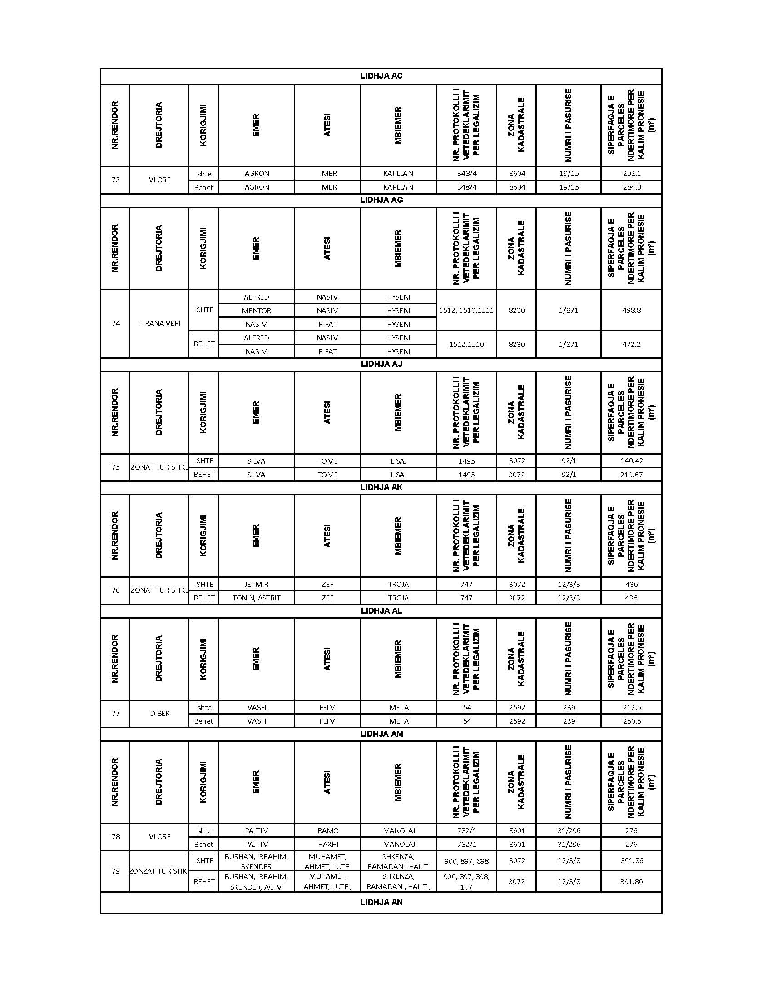 LIDHJA AC
NR.RENDOR DREJTORIA KORIGJIMI EMER ATESI MBIEMER NR. PROTOKOLLI I VETEDEKLARIMIT PER LEGALIZIM ZONA KADASTRALE NUMRI I PASURISE SIPERFAQJA E PARCELES NDERTIMORE PER KALIM PRONESIE (m²)
73 VLORE Ishte AGRON IMER KAPLLANI 348/4 8604 19/15 292.1
Behet AGRON IMER KAPLLANI 348/4 8604 19/15 284.0
LIDHJA AG
NR.RENDOR DREJTORIA KORIGJIMI EMER ATESI MBIEMER NR. PROTOKOLLI I VETEDEKLARIMIT PER LEGALIZIM ZONA KADASTRALE NUMRI I PASURISE SIPERFAQJA E PARCELES NDERTIMORE PER KALIM PRONESIE (m²)
74 TIRANA VERI ISHTE ALFRED NASIM HYSENI 1512, 1510,1511 8230 1/871 498.8
MENTOR NASIM HYSENI
NASIM RIFAT HYSENI
BEHET ALFRED NASIM HYSENI 1512,1510 8230 1/871 472.2
NASIM RIFAT HYSENI
LIDHJA AJ
NR.RENDOR DREJTORIA KORIGJIMI EMER ATESI MBIEMER NR. PROTOKOLLI I VETEDEKLARIMIT PER LEGALIZIM ZONA KADASTRALE NUMRI I PASURISE SIPERFAQJA E PARCELES NDERTIMORE PER KALIM PRONESIE (m²)
75 ZONAT TURISTIKE ISHTE SILVA TOME LISAJ 1495 3072 92/1 140.42
BEHET SILVA TOME LISAJ 1495 3072 92/1 219.67
LIDHJA AK
NR.RENDOR DREJTORIA KORIGJIMI EMER ATESI MBIEMER NR. PROTOKOLLI I VETEDEKLARIMIT PER LEGALIZIM ZONA KADASTRALE NUMRI I PASURISE SIPERFAQJA E PARCELES NDERTIMORE PER KALIM PRONESIE (m²)
76 ZONAT TURISTIKE ISHTE JETMIR ZEF TROJA 747 3072 12/3/3 436
BEHET TONIN, ASTRIT ZEF TROJA 747 3072 12/3/3 436
LIDHJA AL
NR.RENDOR DREJTORIA KORIGJIMI EMER ATESI MBIEMER NR. PROTOKOLLI I VETEDEKLARIMIT PER LEGALIZIM ZONA KADASTRALE NUMRI I PASURISE SIPERFAQJA E PARCELES NDERTIMORE PER KALIM PRONESIE (m²)
77 DIBER Ishte VASFI FEIM META 54 2592 239 212.5
Behet VASFI FEIM META 54 2592 239 260.5
LIDHJA AM
NR.RENDOR DREJTORIA KORIGJIMI EMER ATESI MBIEMER NR. PROTOKOLLI I VETEDEKLARIMIT PER LEGALIZIM ZONA KADASTRALE NUMRI I PASURISE SIPERFAQJA E PARCELES NDERTIMORE PER KALIM PRONESIE (m²)
78 VLORE Ishte PAJTIM RAMO MANOLAJ 782/1 8601 31/296 276
Behet PAJTIM HAXHI MANOLAJ 782/1 8601 31/296 276
79 ZONZAT TURISTIKE ISHTE BURHAN, IBRAHIM, SKENDER MUHAMET, AHMET, LUTFI SHKENZA, RAMADANI, HALITI 900, 897, 898 3072 12/3/8 391.86
BEHET BURHAN, IBRAHIM, SKENDER, AGIM MUHAMET, AHMET, LUTFI, SHKENZA, RAMADANI, HALITI, 900, 897, 898, 107 3072 12/3/8 391.86
LIDHJA AN